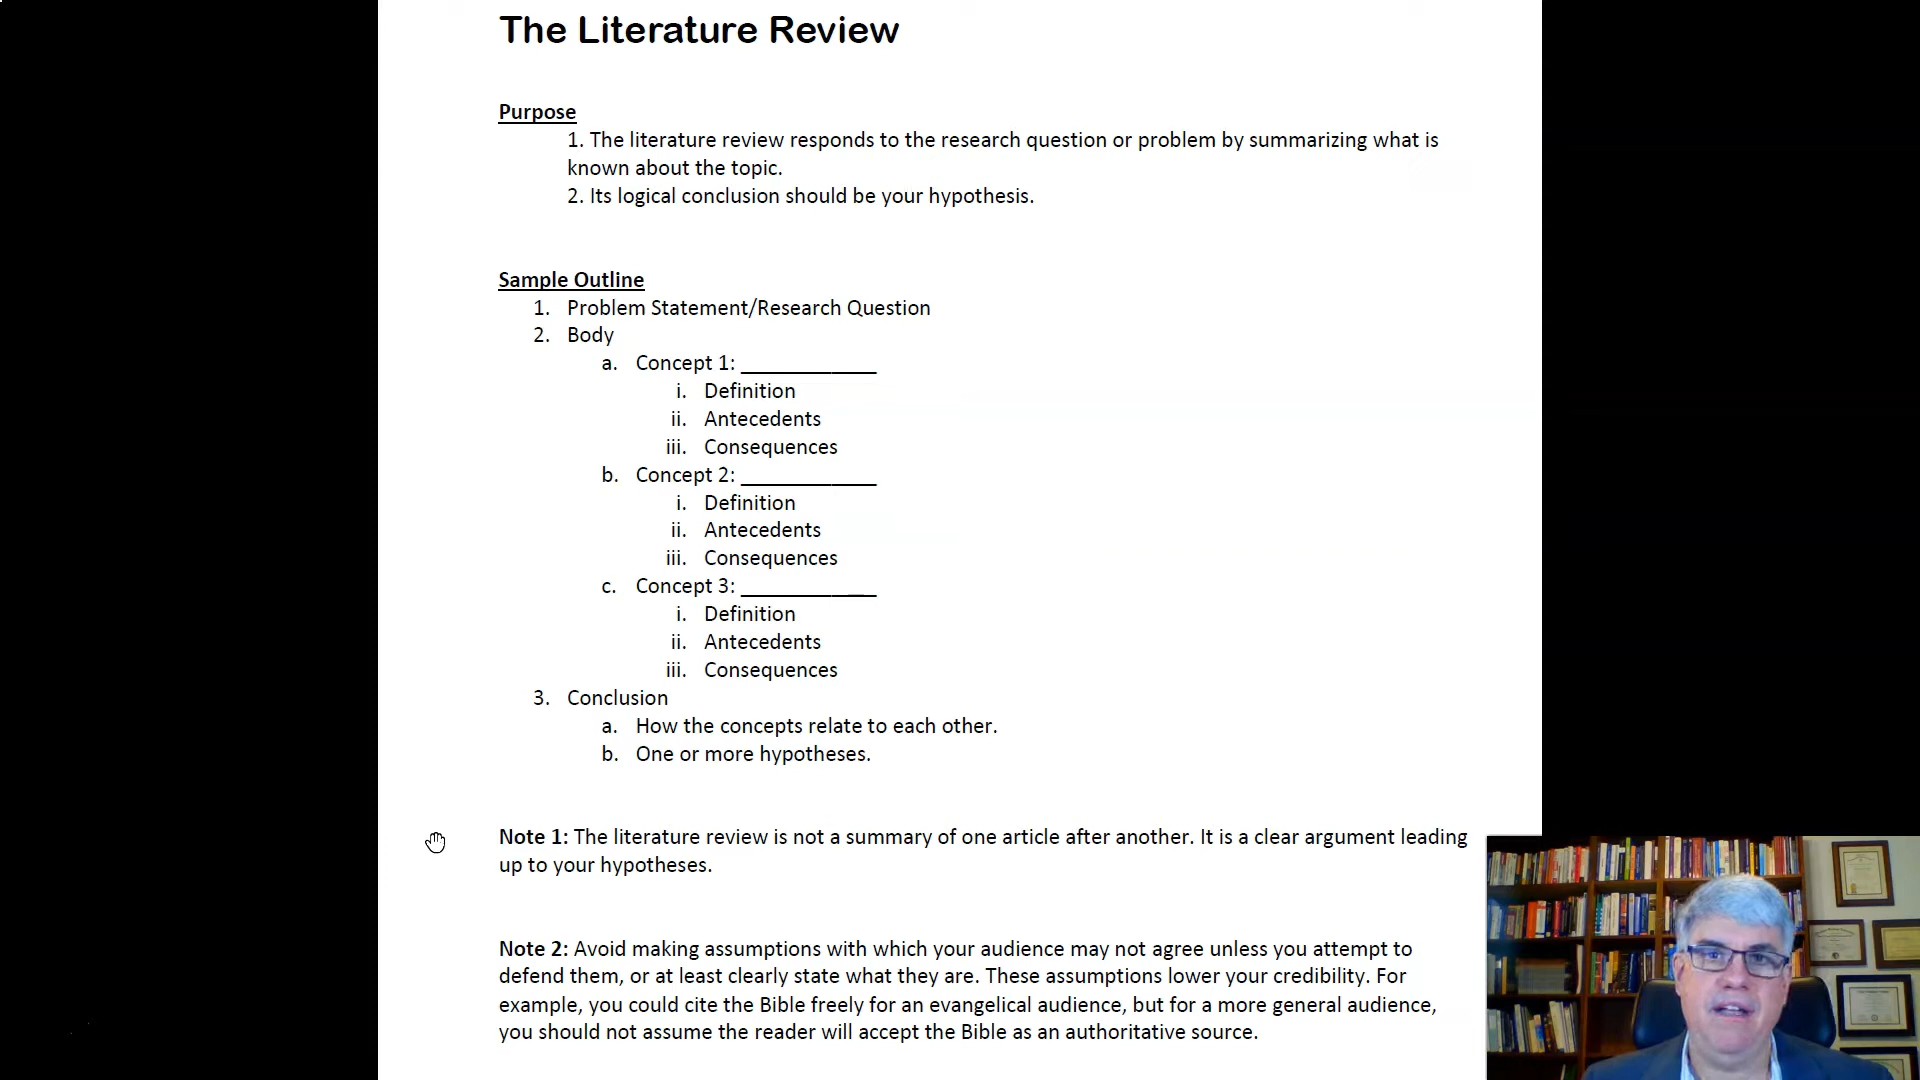 The Literature Review
Purpose
1. The literature review responds to the research question or problem by summarizing what is
known about the topic.
2. Its logical conclusion should be your hypothesis.
Sample Outline
1. Problem Statement/Research Question
2. Body
a. Concept 1: ____________
i. Definition
ii. Antecedents
iii. Consequences
b. Concept 2: ____________
i. Definition
ii. Antecedents
iii. Consequences
c. Concept 3: ____________
i. Definition
ii. Antecedents
iii. Consequences
3. Conclusion
a. How the concepts relate to each other.
b. One or more hypotheses.
Note 1: The literature review is not a summary of one article after another. It is a clear argument leading
up to your hypotheses.
Note 2: Avoid making assumptions with which your audience may not agree unless you attempt to
defend them, or at least clearly state what they are. These assumptions lower your credibility. For
example, you could cite the Bible freely for an evangelical audience, but for a more general audience,
you should not assume the reader will accept the Bible as an authoritative source.